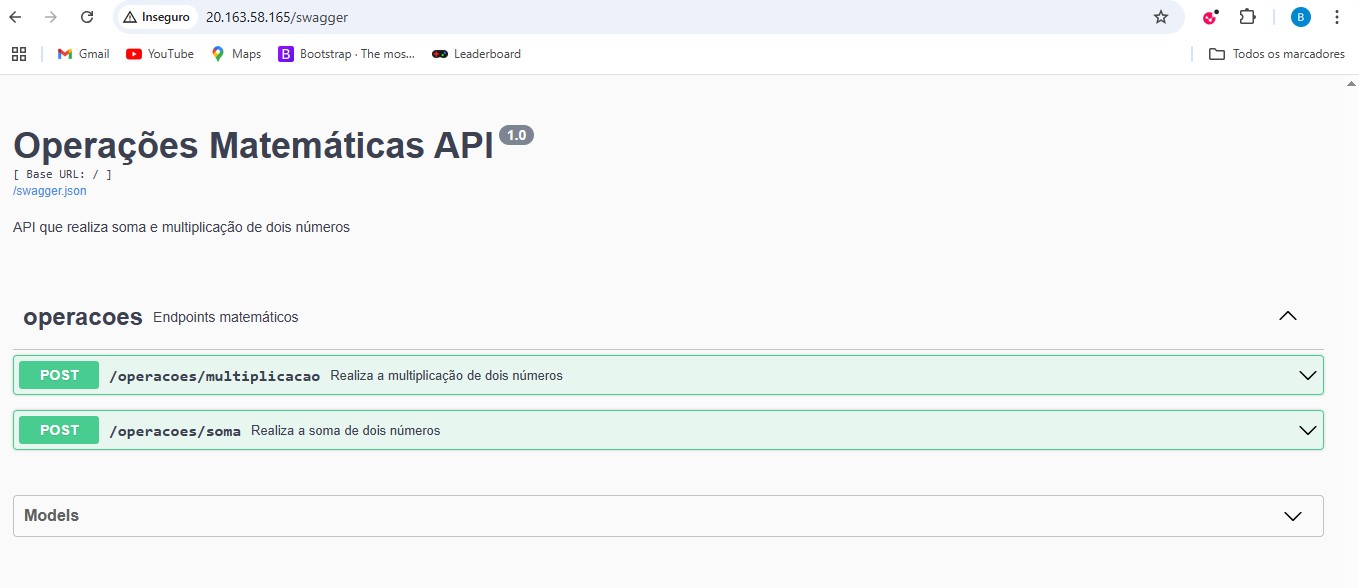 Inseguro 20.163.58.165/swagger B
Gmail YouTube Maps B Bootstrap · The mos... Leaderboard Todos os marcadores
Operações Matemáticas API 1.0
[ Base URL: / ]
/swagger.json
API que realiza soma e multiplicação de dois números
operacoes Endpoints matemáticos
POST /operacoes/multiplicacao Realiza a multiplicação de dois números
POST /operacoes/soma Realiza a soma de dois números
Models